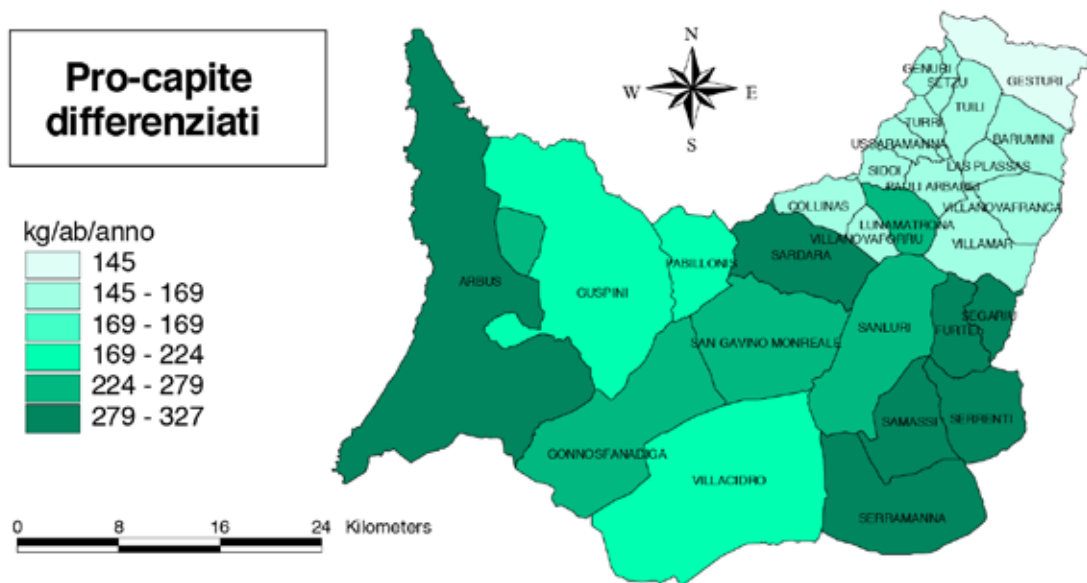 Pro-capite
differenziati
N
W E
S
kg/ab/anno
145
145 - 169
169 - 169
169 - 224
224 - 279
279 - 327
0 8 16 24 Kilometers
GENURI
SETZU
GESTURI
TUILI
TURRI
BARUMINI
USSARAMANNA
LAS PLASSAS
SIDDI
PAULI ARBAREI
COLLINAS
VILLANOVAFRANCA
LUNAMATRONA
VILLANOVAFORRU
VILLAMAR
SARDARA
PABILLONIS
ARBUS
GUSPINI
SEGARIU
SANLURI
FURTEI
SAN GAVINO MONREALE
SAMASSI
SERRENTI
GONNOSFANADIGA
VILLACIDRO
SERRAMANNA